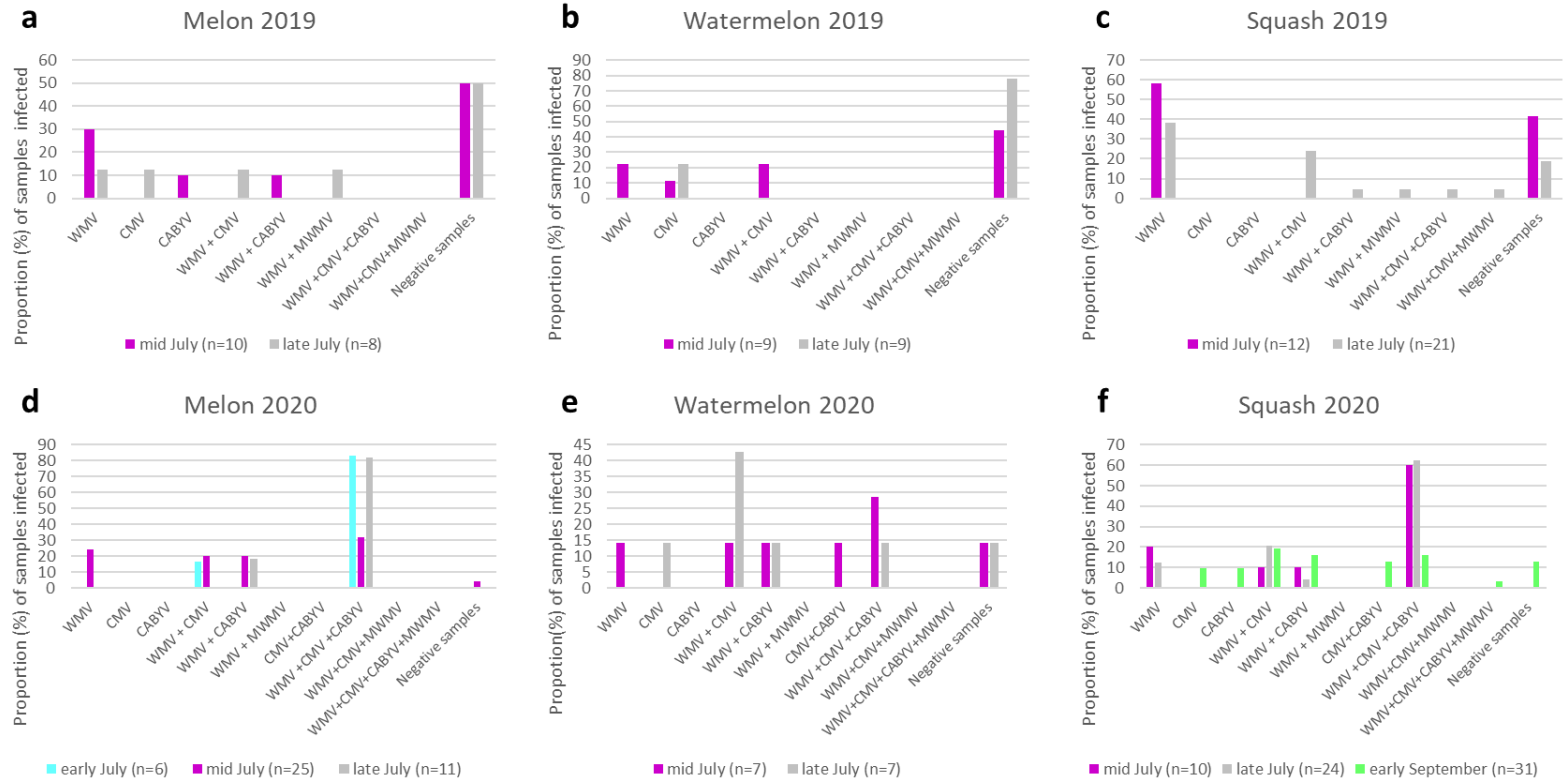 a Melon 2019
Proportion (%) of samples infected
60
50
40
30
20
10
0
WMV
CMV
CABYV
WMV + CMV
WMV + CABYV
WMV + MWMV
WMV +CMV +CABYV
WMV+CMV+MWMV
Negative samples
mid July (n=10) late July (n=8)
b Watermelon 2019
Proportion (%) of samples infected
90
80
70
60
50
40
30
20
10
0
WMV
CMV
CABYV
WMV + CMV
WMV + CABYV
WMV + MWMV
WMV +CMV +CABYV
WMV+CMV+MWMV
Negative samples
mid July (n=9) late July (n=9)
c Squash 2019
Proportion (%) of samples infected
70
60
50
40
30
20
10
0
WMV
CMV
CABYV
WMV + CMV
WMV + CABYV
WMV + MWMV
WMV +CMV +CABYV
WMV+CMV+MWMV
Negative samples
mid July (n=12) late July (n=21)
d Melon 2020
Proportion (%) of samples infected
90
80
70
60
50
40
30
20
10
0
WMV
CMV
CABYV
WMV + CMV
WMV + CABYV
WMV + MWMV
CMV+CABYV
WMV +CMV +CABYV
WMV+CMV+MWMV
WMV+CMV+CABYV+MWMV
Negative samples
early July (n=6) mid July (n=25) late July (n=11)
e Watermelon 2020
Propotion(%) of samples infected
45
40
35
30
25
20
15
10
5
0
WMV
CMV
CABYV
WMV + CMV
WMV + CABYV
WMV + MWMV
CMV+CABYV
WMV +CMV +CABYV
WMV+CMV+MWMV
WMV+CMV+CABYV+MWMV
Negative samples
mid July (n=7) late July (n=7)
f Squash 2020
Proportion (%) of samples infected
70
60
50
40
30
20
10
0
WMV
CMV
CABYV
WMV + CMV
WMV + CABYV
WMV + MWMV
CMV+CABYV
WMV +CMV +CABYV
WMV+CMV+MWMV
WMV+CMV+CABYV+MWMV
Negative samples
mid July (n=10) late July (n=24) early September (n=31)